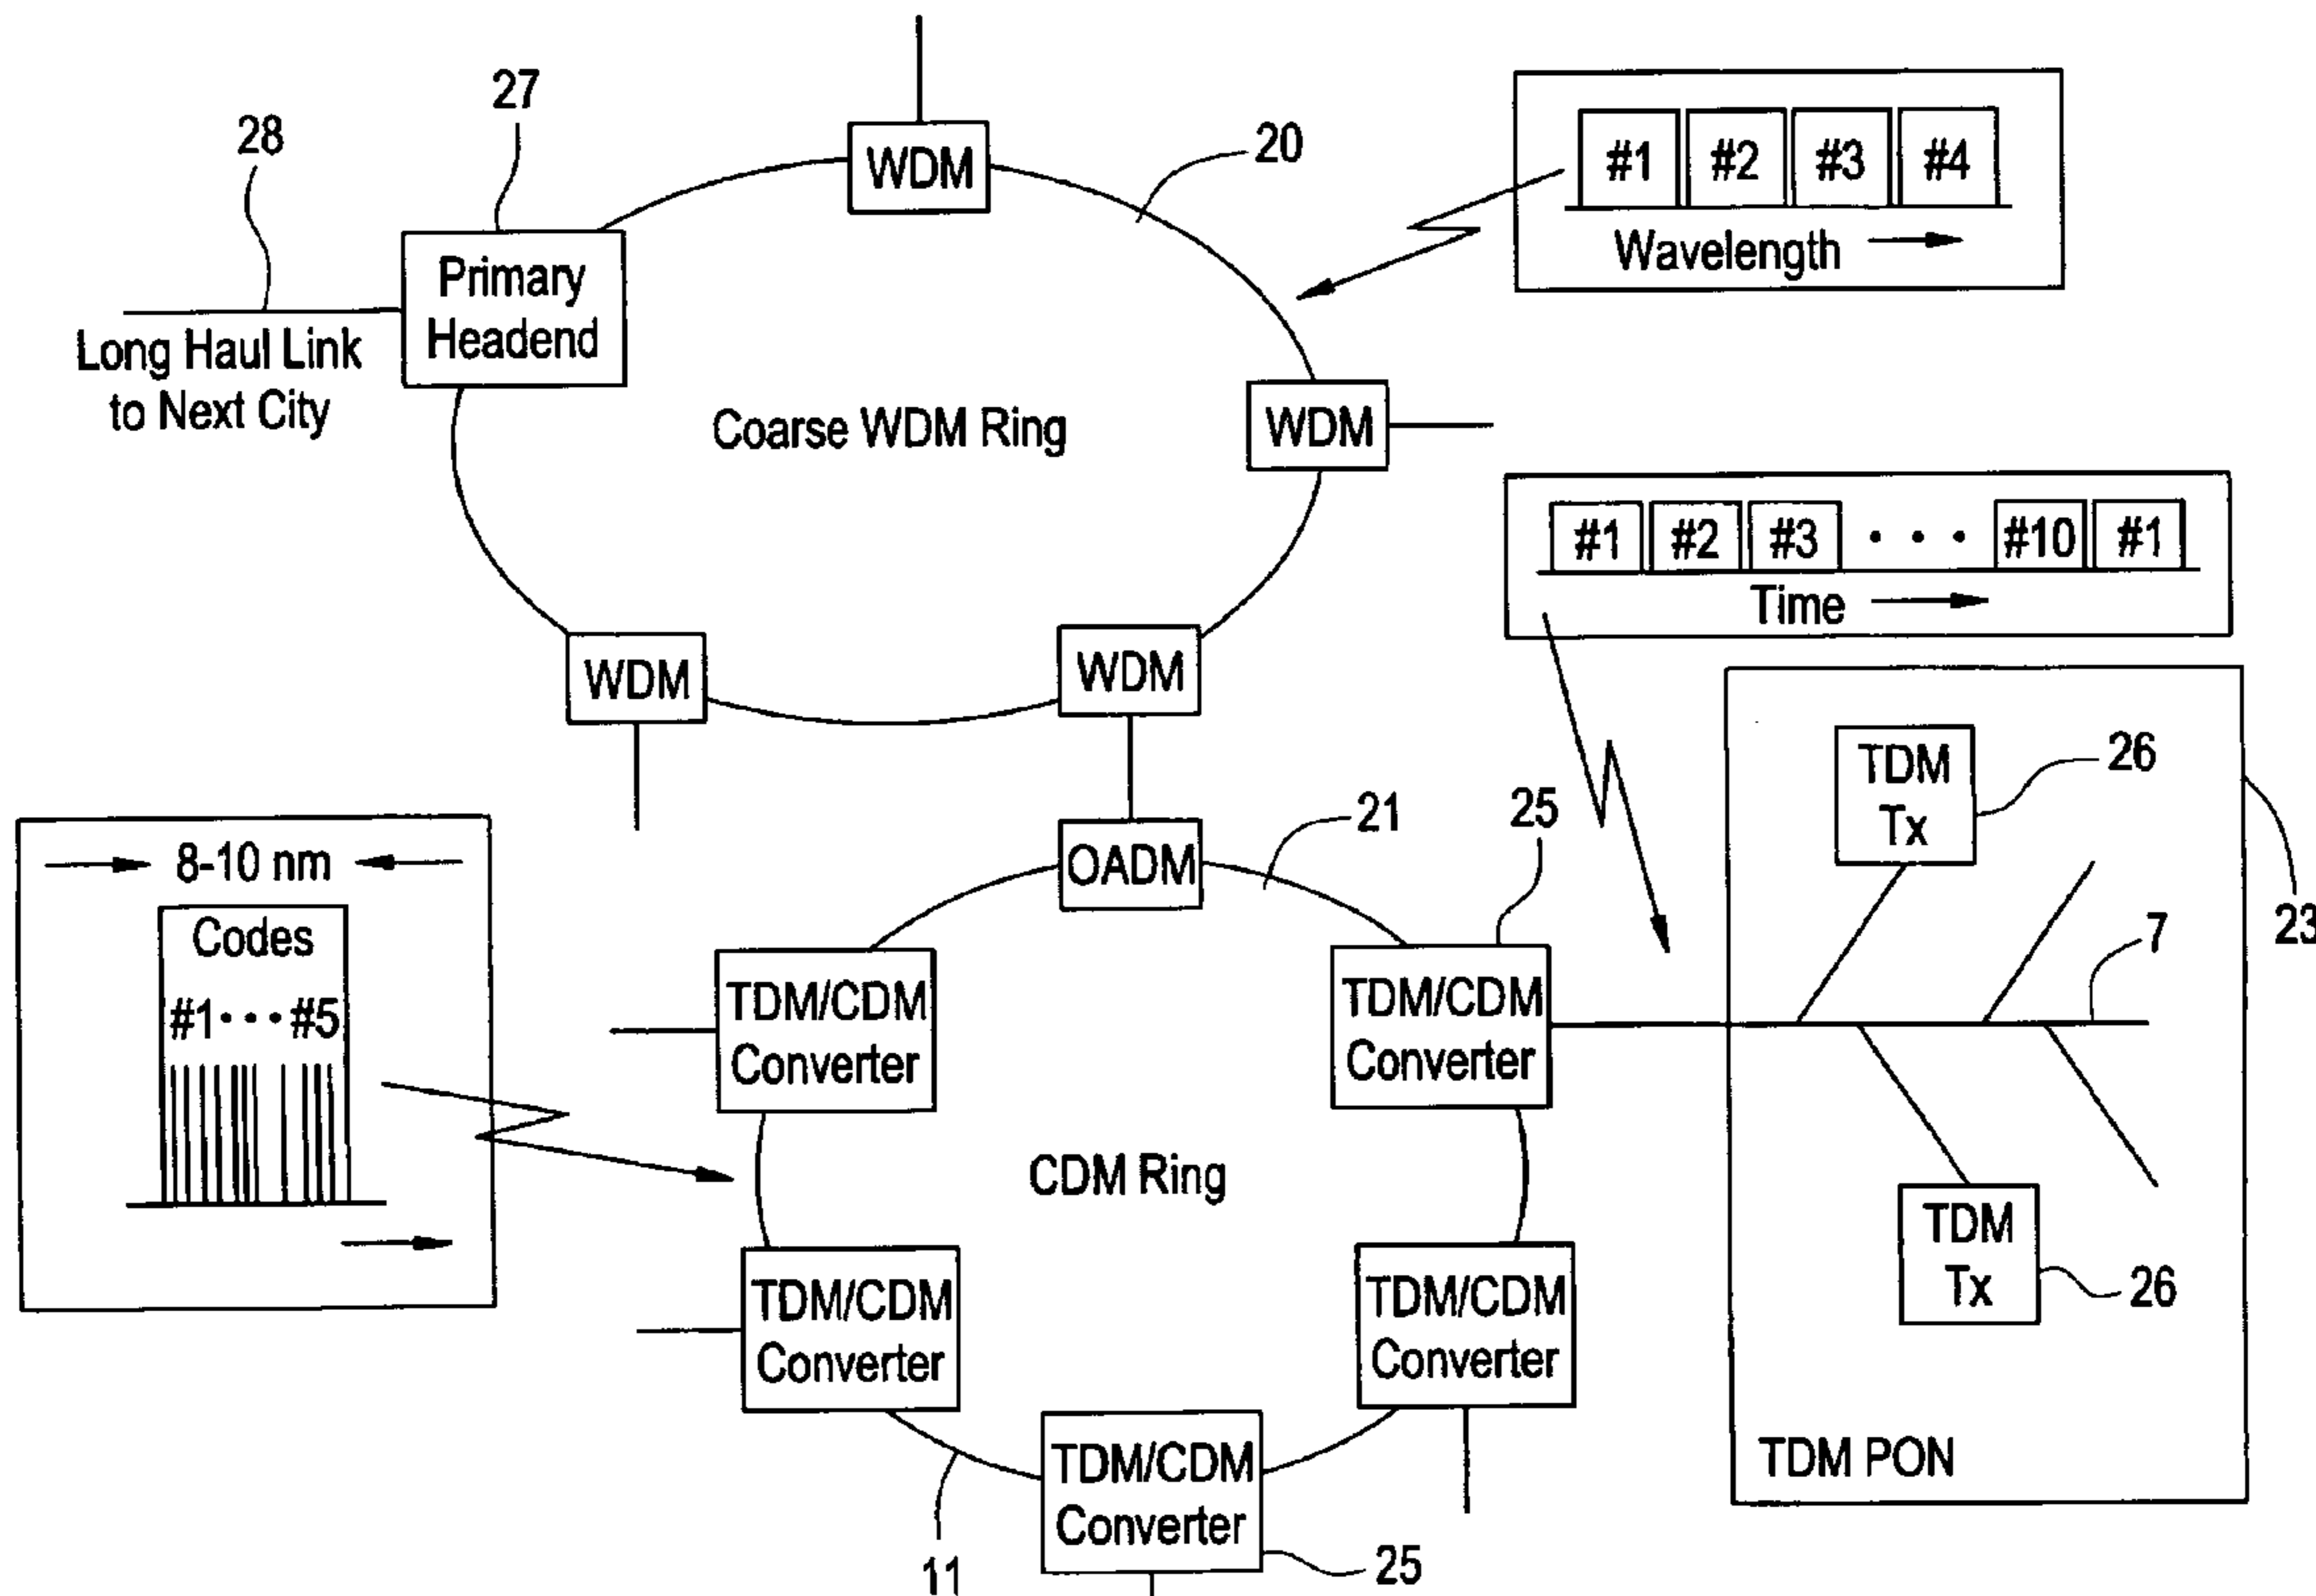 27
28
WDM
20
#1 #2 #3 #4
Wavelength
Primary
Headend
Long Haul Link
to Next City
Coarse WDM Ring
WDM
#1 #2 #3 • • • #10 #1
Time
WDM
WDM
TDM
Tx
26
23
8-10 nm
Codes
#1 • • • #5
OADM
21
25
7
TDM/CDM
Converter
TDM/CDM
Converter
CDM Ring
TDM/CDM
Converter
TDM/CDM
Converter
TDM
Tx
26
TDM PON
11
TDM/CDM
Converter
25